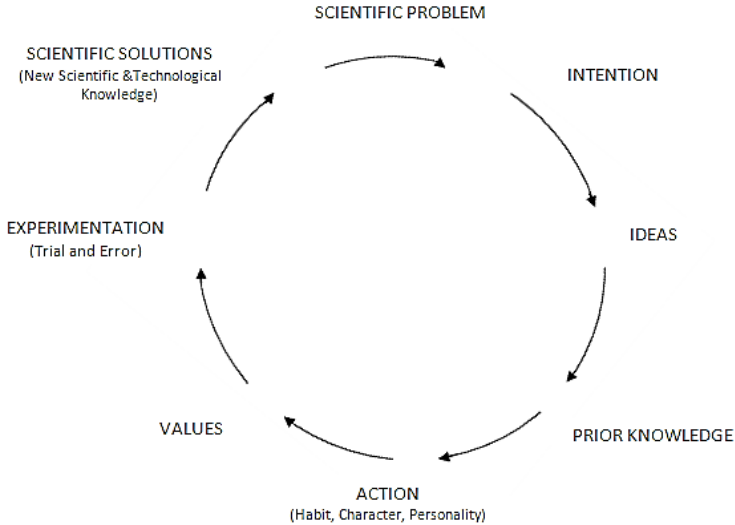 SCIENTIFIC PROBLEM
INTENTION
IDEAS
PRIOR KNOWLEDGE
ACTION
(Habit, Character, Personality)
VALUES
EXPERIMENTATION
(Trial and Error)
SCIENTIFIC SOLUTIONS
(New Scientific &Technological
Knowledge)